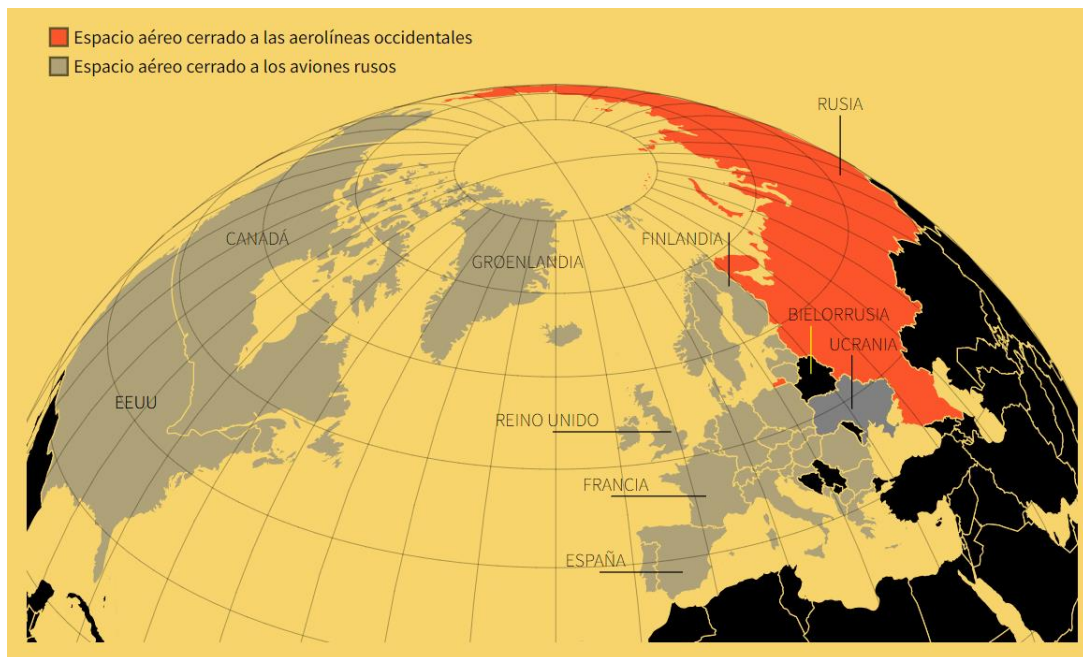 Espacio aéreo cerrado a las aerolíneas occidentales
Espacio aéreo cerrado a los aviones rusos
RUSIA
CANADÁ
FINLANDIA
GROENLANDIA
BIELORRUSIA
UCRANIA
EEUU
REINO UNIDO
FRANCIA
ESPAÑA